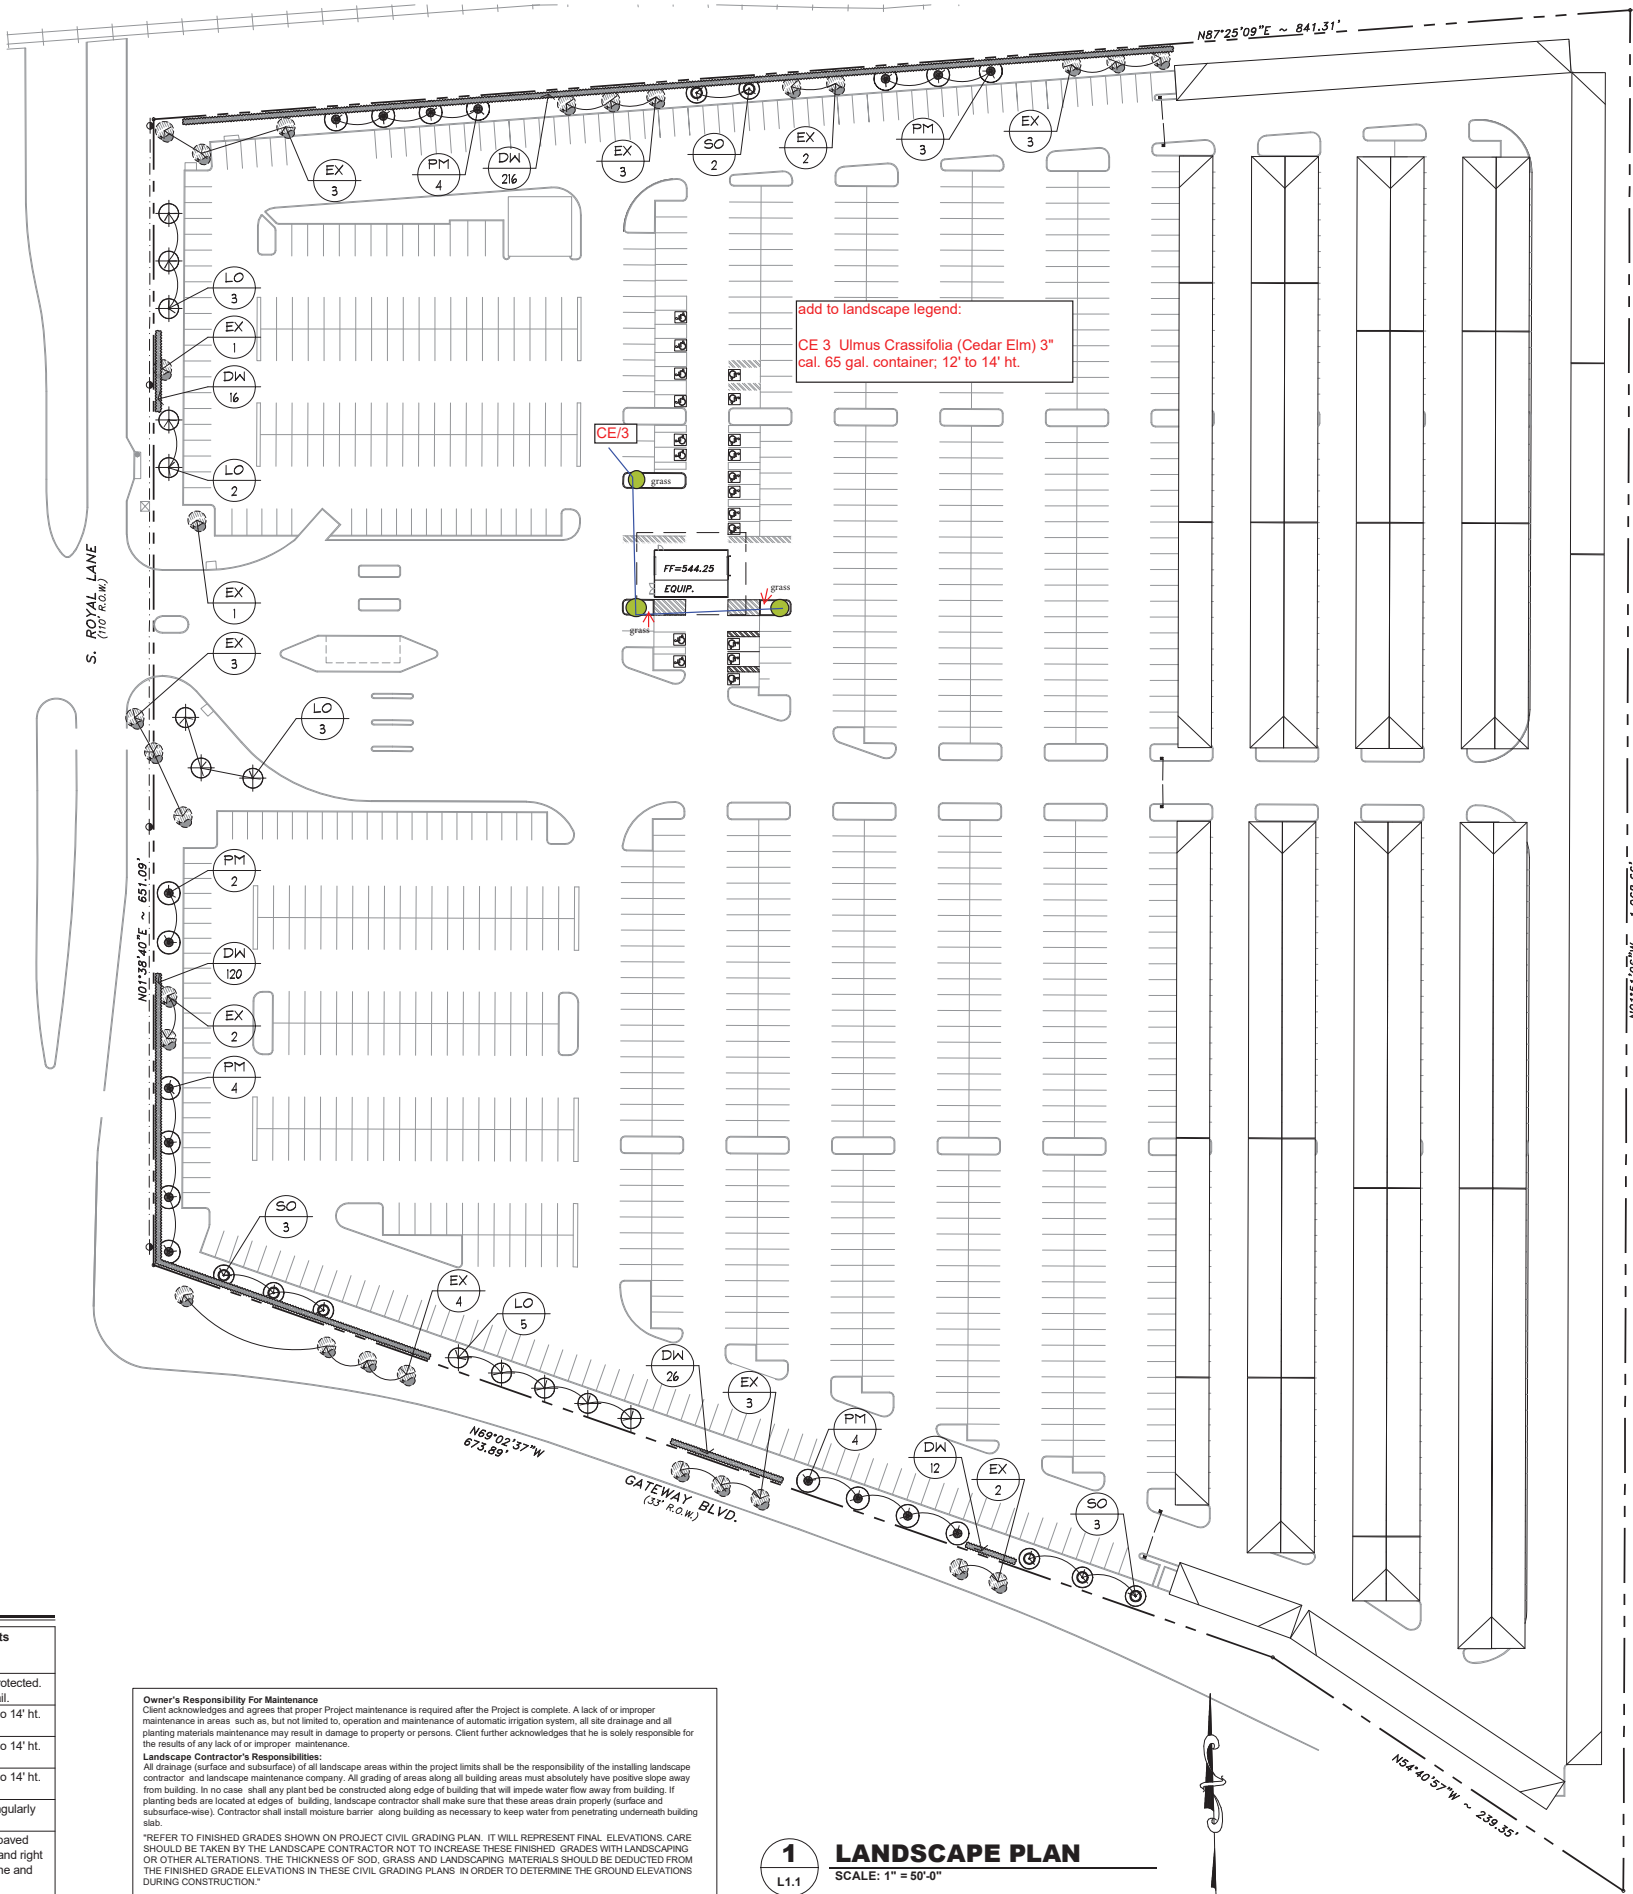 N87°25'09"E ~ 841.31'
EX
3
PM
4
DW
216
EX
3
SO
2
EX
2
PM
3
EX
3
LO
3
EX
1
DW
16
LO
2
add to landscape legend:
CE 3 Ulmus Crassifolia (Cedar Elm) 3"
cal. 65 gal. container; 12' to 14' ht.
CE/3
grass
FF=544.25
EQUIP.
grass
grass
S. ROYAL LANE
(110' R.O.W.)
EX
1
EX
3
LO
3
N01°38'40"E ~ 651.09'
PM
2
DW
120
EX
2
PM
4
SO
3
EX
4
LO
5
DW
26
EX
3
PM
4
DW
12
EX
2
SO
3
N69°02'37"W
673.89'
GATEWAY BLVD.
(33' R.O.W.)
N54°40'57"W ~ 239.35'
ts
otected.
il.
o 14' ht.
o 14' ht.
o 14' ht.
gularly
paved
and right
ne and
Owner's Responsibility For Maintenance
Client acknowledges and agrees that proper Project maintenance is required after the Project is complete. A lack of or improper
maintenance in areas such as, but not limited to, operation and maintenance of automatic irrigation system, all site drainage and all
planting materials maintenance may result in damage to property or persons. Client further acknowledges that he is solely responsible for
the results of any lack of or improper maintenance.
Landscape Contractor's Responsibilities:
All drainage (surface and subsurface) of all landscape areas within the project limits shall be the responsibility of the installing landscape
contractor and landscape maintenance company. All grading of areas along all building areas must absolutely have positive slope away
from building. In no case shall any plant bed be constructed along edge of building that will impede water flow away from building. If
planting beds are located at edges of building, landscape contractor shall make sure that these areas drain properly (surface and
subsurface-wise). Contractor shall install moisture barrier along building as necessary to keep water from penetrating underneath building
slab.
"REFER TO FINISHED GRADES SHOWN ON PROJECT CIVIL GRADING PLAN. IT WILL REPRESENT FINAL ELEVATIONS. CARE
SHOULD BE TAKEN BY THE LANDSCAPE CONTRACTOR NOT TO INCREASE THESE FINISHED GRADES WITH LANDSCAPING
OR OTHER ALTERATIONS. THE THICKNESS OF SOD, GRASS AND LANDSCAPING MATERIALS SHOULD BE DEDUCTED FROM
THE FINISHED GRADE ELEVATIONS IN THESE CIVIL GRADING PLANS IN ORDER TO DETERMINE THE GROUND ELEVATIONS
DURING CONSTRUCTION."
1
L1.1
LANDSCAPE PLAN
SCALE: 1" = 50'-0"